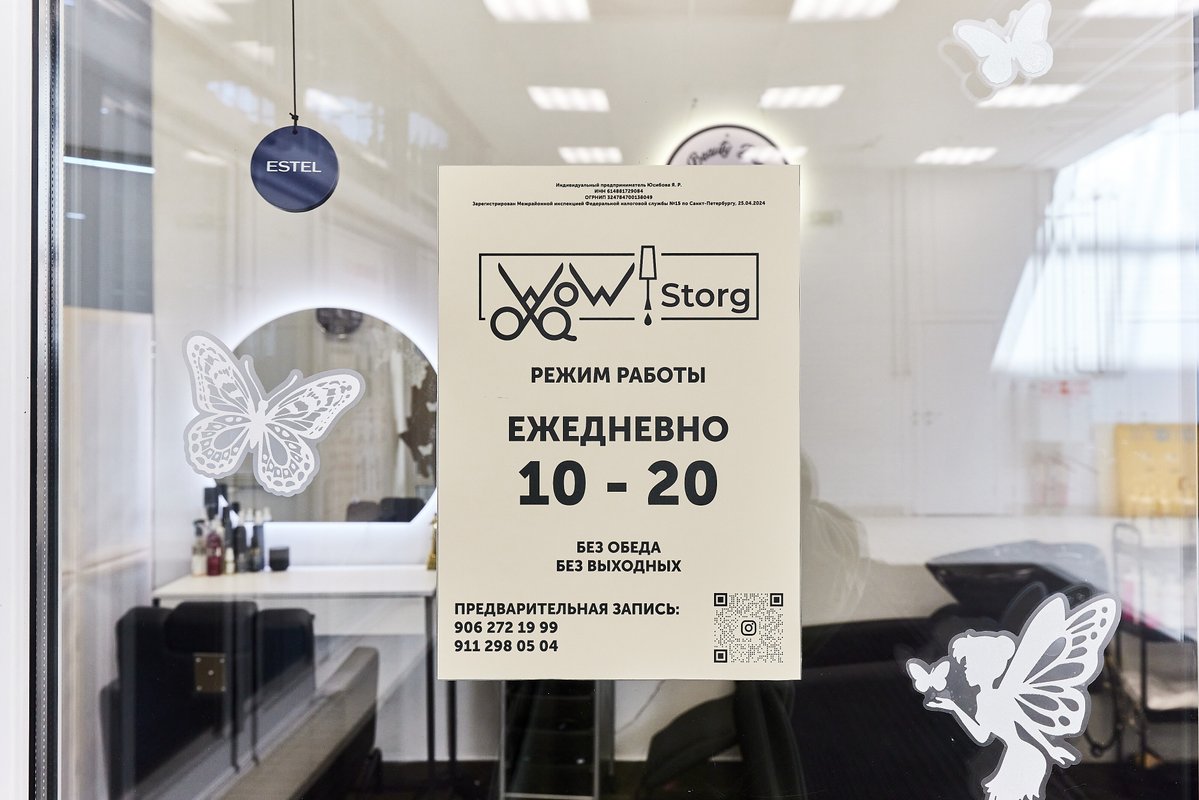 ESTEL
Beauty
Индивидуальный предприниматель Юсибова Я. Р.
ИНН 614881729084
ОГРНИП 324784700138049
Зарегистрирован Межрайонной инспекцией Федеральной налоговой службы №15 по Санкт-Петербургу, 25.04.2024
WOW Storg
РЕЖИМ РАБОТЫ
ЕЖЕДНЕВНО
10 - 20
БЕЗ ОБЕДА
БЕЗ ВЫХОДНЫХ
ПРЕДВАРИТЕЛЬНАЯ ЗАПИСЬ:
906 272 19 99
911 298 05 04